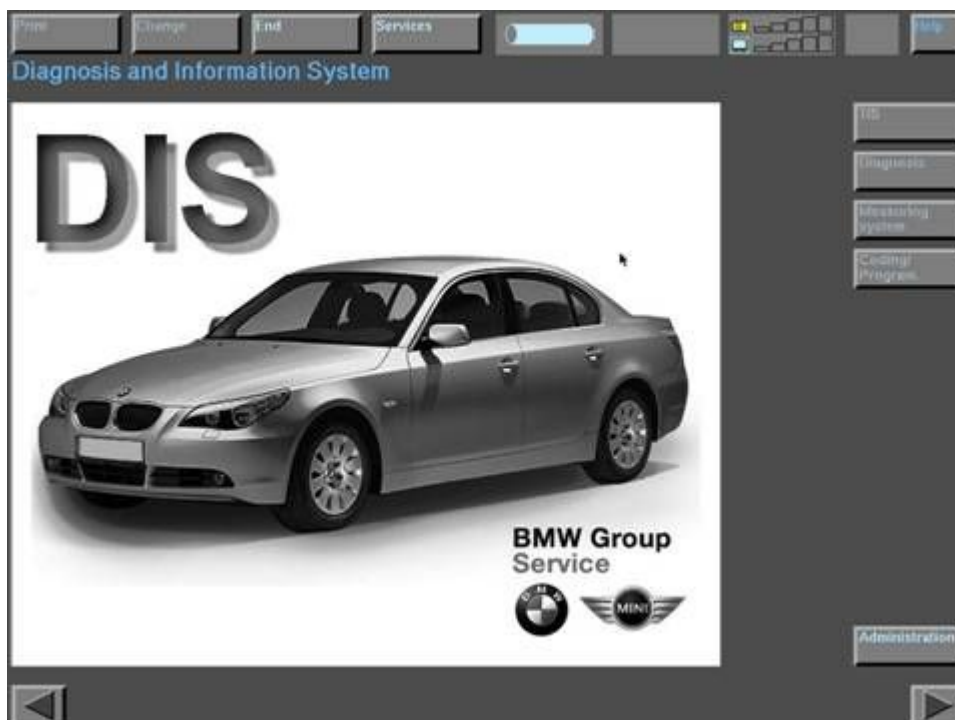 Print
Change
End
Services
Help
Diagnosis and Information System
DIS
TIS
Diagnosis
Measuring
system
Coding/
Program.
BMW Group
Service
BMW
MINI
Administration